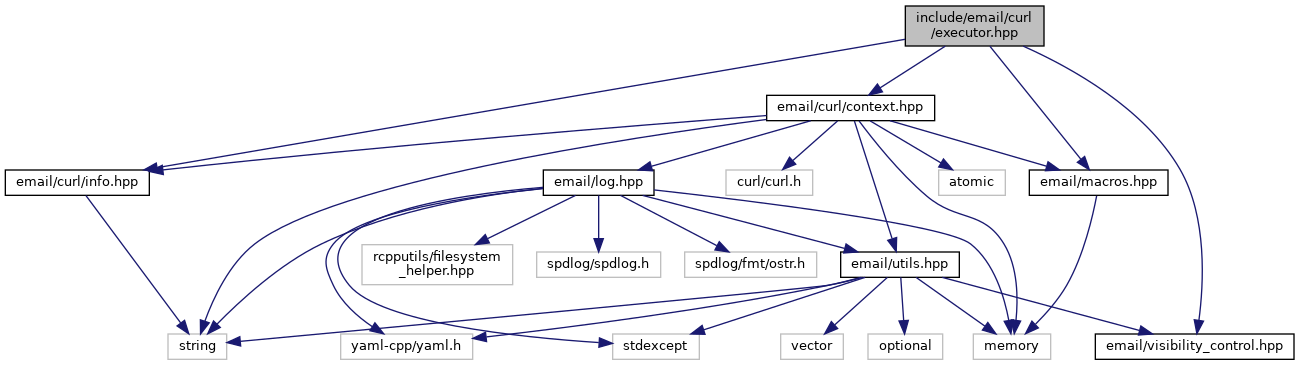 include/email/curl
/executor.hpp
email/curl/context.hpp
email/curl/info.hpp
email/log.hpp
curl/curl.h
atomic
email/macros.hpp
rcpputils/filesystem
_helper.hpp
spdlog/spdlog.h
spdlog/fmt/ostr.h
email/utils.hpp
string
yaml-cpp/yaml.h
stdexcept
vector
optional
memory
email/visibility_control.hpp